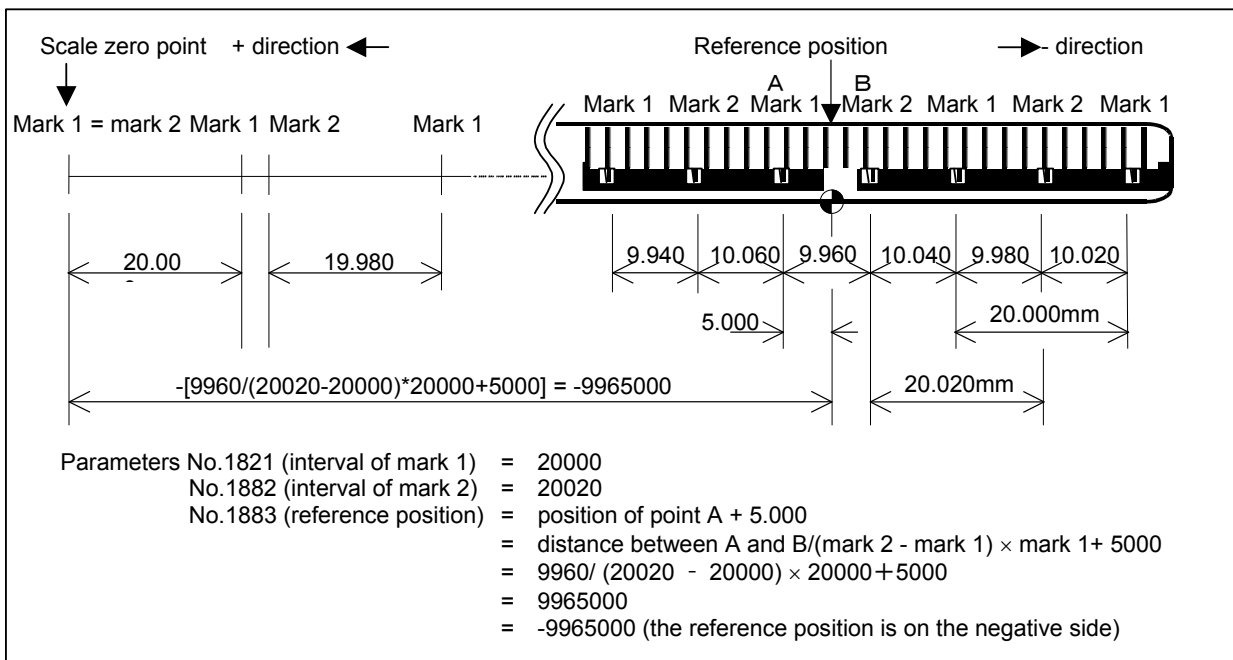 Scale zero point + direction Reference position - direction
A B
Mark 1 Mark 2 Mark 1 Mark 2 Mark 1 Mark 2 Mark 1
Mark 1 = mark 2 Mark 1 Mark 2 Mark 1
9.940 10.060 9.960 10.040 9.980 10.020
20.00 19.980
5.000 20.000mm
-[9960/(20020-20000)*20000+5000] = -9965000 20.020mm
Parameters No.1821 (interval of mark 1) = 20000
No.1882 (interval of mark 2) = 20020
No.1883 (reference position) = position of point A + 5.000
= distance between A and B/(mark 2 - mark 1) × mark 1+ 5000
= 9960/ (20020 - 20000) × 20000+5000
= 9965000
= -9965000 (the reference position is on the negative side)